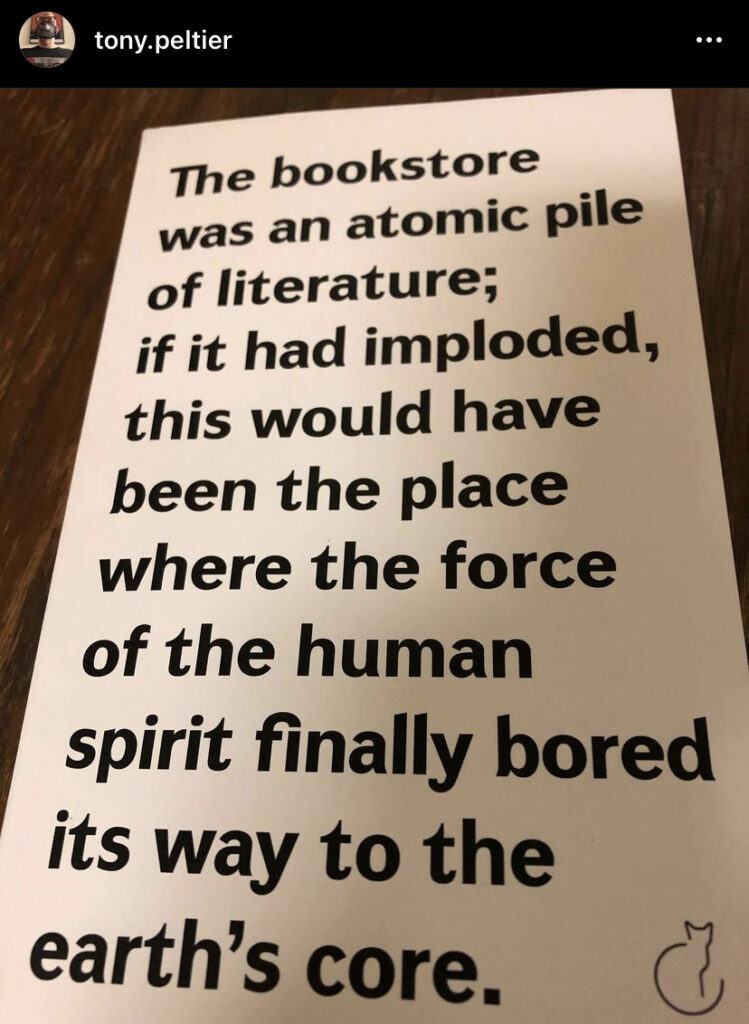 tony.peltier
The bookstore
was an atomic pile
of literature;
if it had imploded,
this would have
been the place
where the force
of the human
spirit finally bored
its way to the
earth's core.